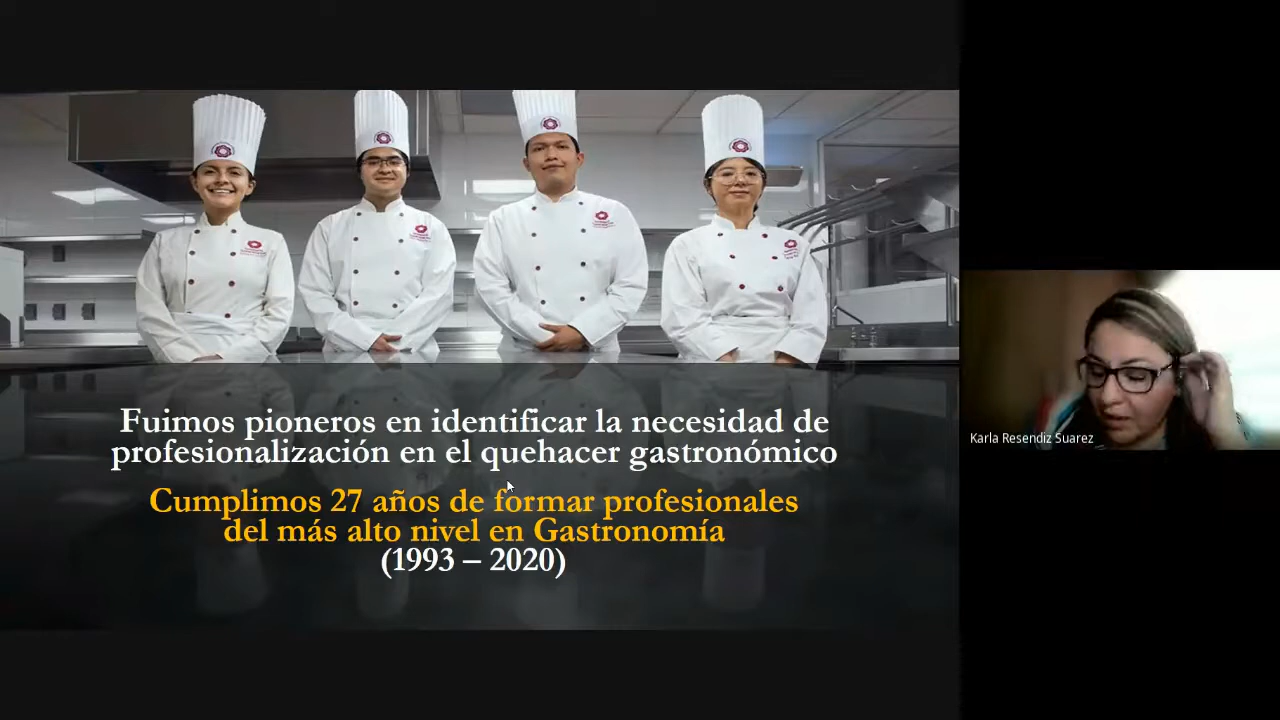 Fuimos pioneros en identificar la necesidad de
profesionalización en el quehacer gastronómico
Cumplimos 27 años de formar profesionales
del más alto nivel en Gastronomía
(1993 – 2020)
Karla Resendiz Suarez